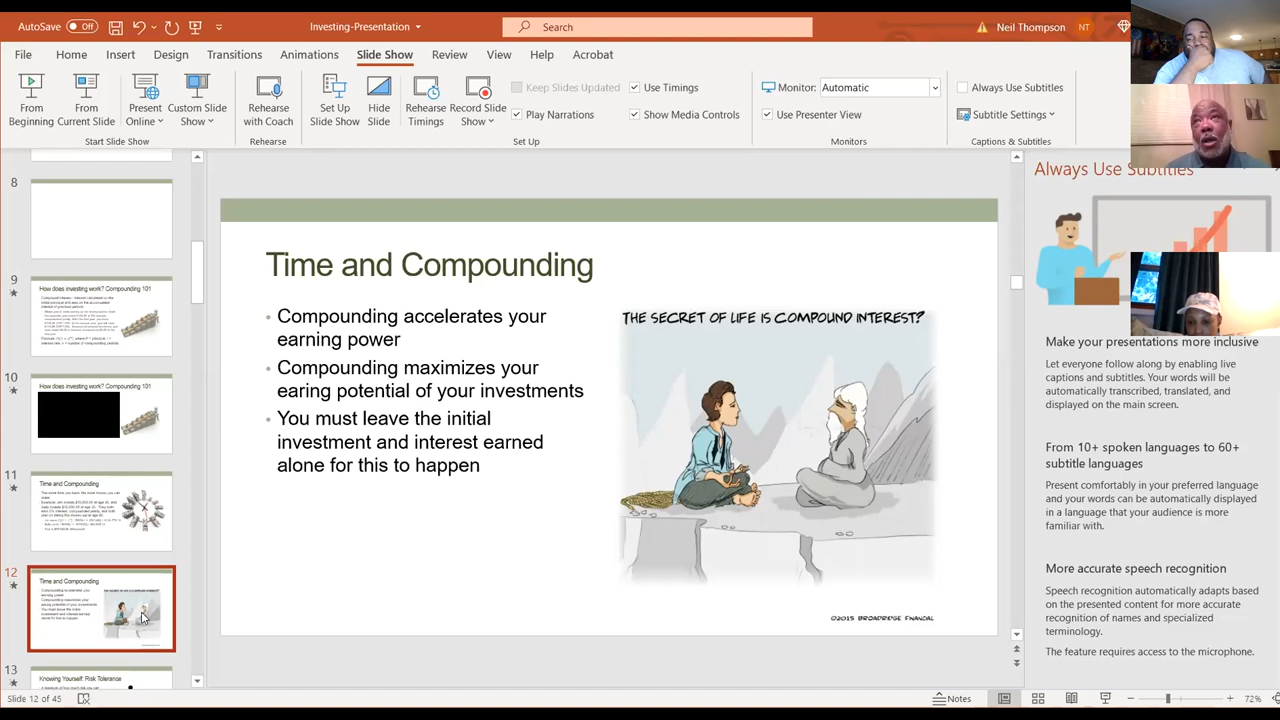 AutoSave Off Investing-Presentation Search Neil Thompson NT
File Home Insert Design Transitions Animations Slide Show Review View Help Acrobat
From Beginning
From Current Slide
Present Online
Custom Slide Show
Start Slide Show
Rehearse with Coach
Rehearse
Set Up Slide Show
Hide Slide
Rehearse Timings
Record Slide Show
Keep Slides Updated
Play Narrations
Use Timings
Show Media Controls
Set Up
Monitor: Automatic
Use Presenter View
Monitors
Always Use Subtitles
Subtitle Settings
Captions & Subtitles
8
9
How does investing work? Compounding 101
10
How does investing work? Compounding 101
11
Time and Compounding
12
Time and Compounding
13
Knowing Yourself: Risk Tolerance
Time and Compounding
Compounding accelerates your
earning power
Compounding maximizes your
earing potential of your investments
You must leave the initial
investment and interest earned
alone for this to happen
THE SECRET OF LIFE IS COMPOUND INTEREST?
©2015 BROADRIDGE FINANCIAL
Always Use Subtitles
Make your presentations more inclusive
Let everyone follow along by enabling live
captions and subtitles. Your words will be
automatically transcribed, translated, and
displayed on the main screen.
From 10+ spoken languages to 60+
subtitle languages
Present comfortably in your preferred language
and your words can be automatically displayed
in a language that your audience is more
familiar with.
More accurate speech recognition
Speech recognition automatically adapts based
on the presented content for more accurate
recognition of names and specialized
terminology.
The feature requires access to the microphone.
Slide 12 of 45 Notes 72%